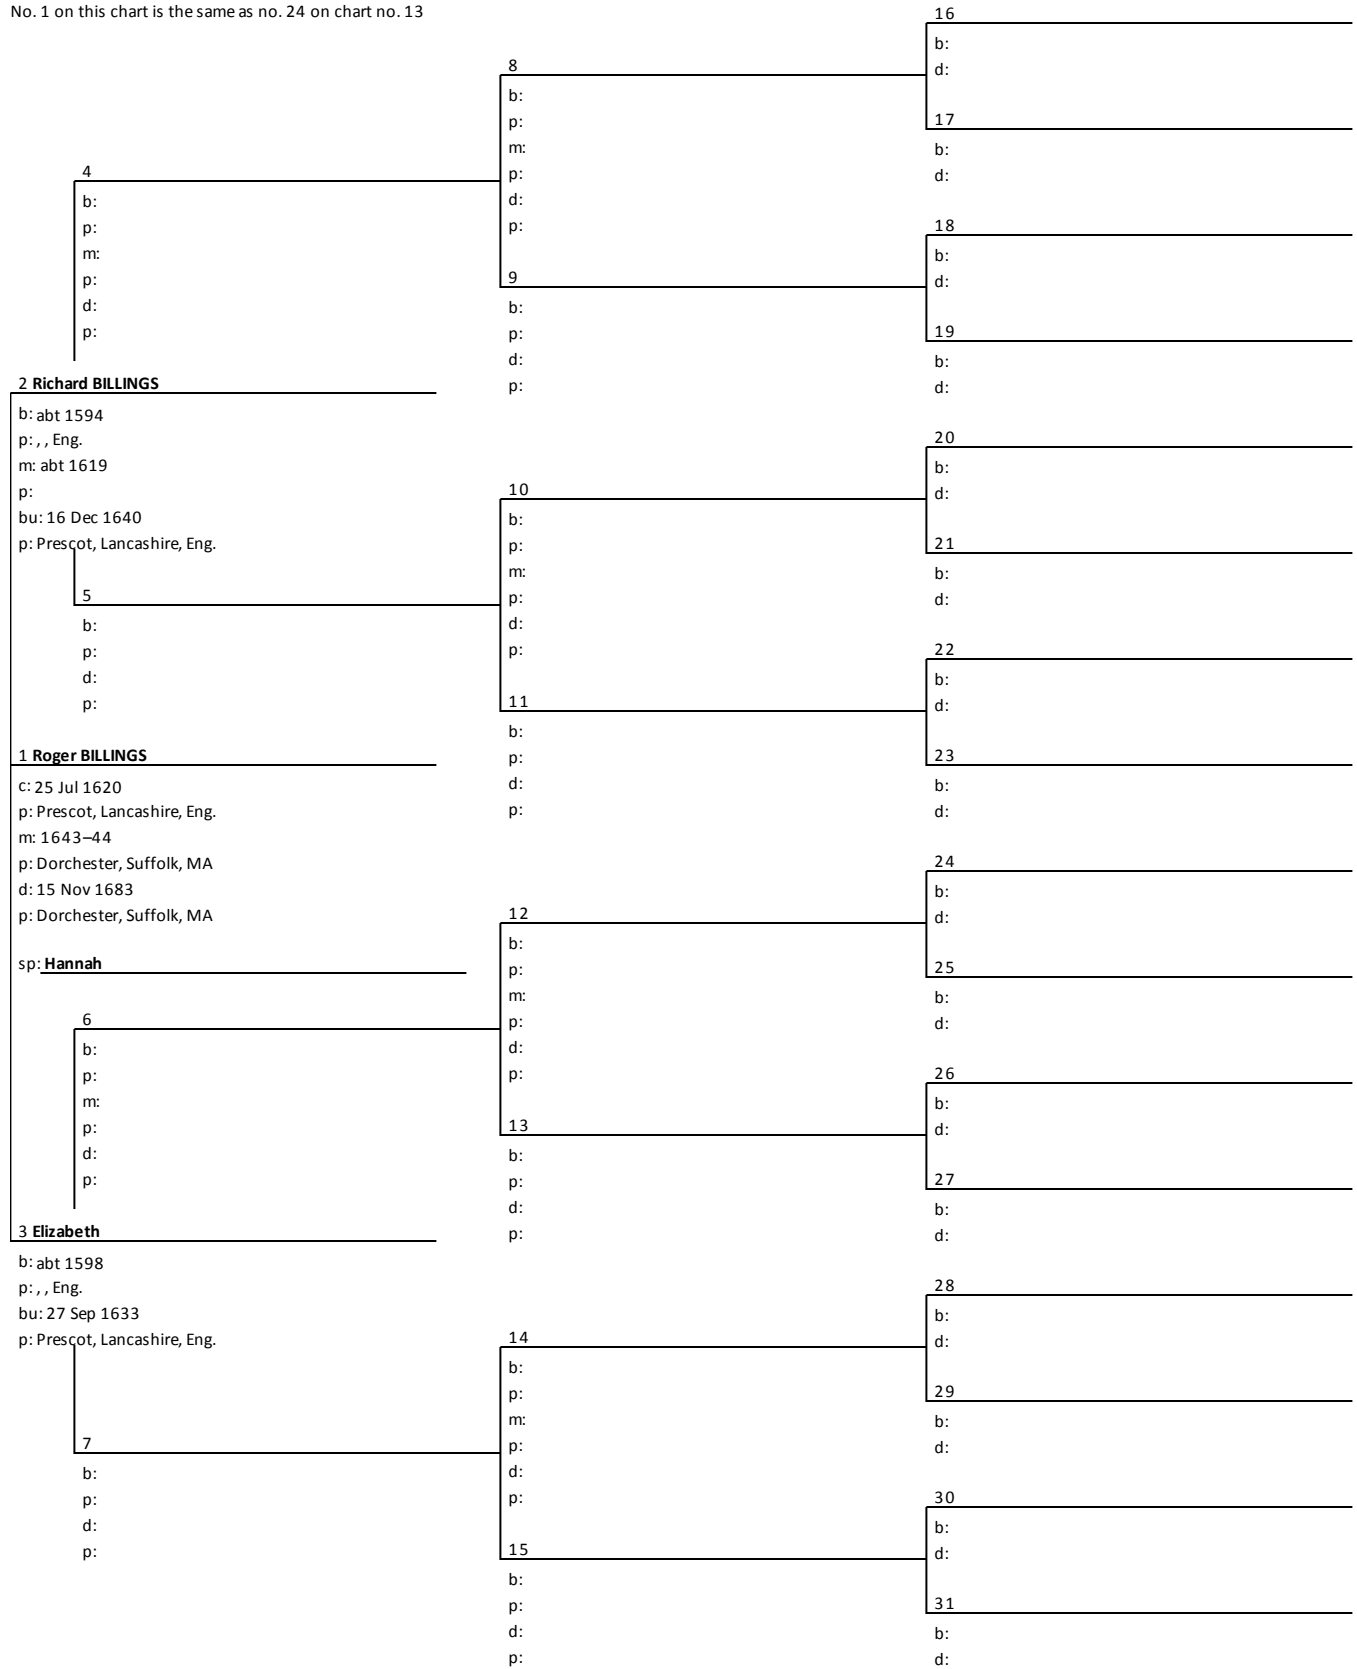 No. 1 on this chart is the same as no. 24 on chart no. 13
16
b:
d:
8
b:
p:
m:
p:
d:
p:
17
b:
d:
4
b:
p:
m:
p:
d:
p:
18
b:
d:
9
b:
p:
d:
p:
19
b:
d:
2 Richard BILLINGS
b: abt 1594
p: , , Eng.
m: abt 1619
p:
bu: 16 Dec 1640
p: Prescot, Lancashire, Eng.
20
b:
d:
10
b:
p:
m:
p:
d:
p:
21
b:
d:
5
b:
p:
d:
p:
22
b:
d:
11
b:
p:
d:
p:
23
b:
d:
1 Roger BILLINGS
c: 25 Jul 1620
p: Prescot, Lancashire, Eng.
m: 1643–44
p: Dorchester, Suffolk, MA
d: 15 Nov 1683
p: Dorchester, Suffolk, MA
sp: Hannah
24
b:
d:
12
b:
p:
m:
p:
d:
p:
25
b:
d:
6
b:
p:
m:
p:
d:
p:
26
b:
d:
13
b:
p:
d:
p:
27
b:
d:
3 Elizabeth
b: abt 1598
p: , , Eng.
bu: 27 Sep 1633
p: Prescot, Lancashire, Eng.
28
b:
d:
14
b:
p:
m:
p:
d:
p:
29
b:
d:
7
b:
p:
d:
p:
30
b:
d:
15
b:
p:
d:
p:
31
b:
d: